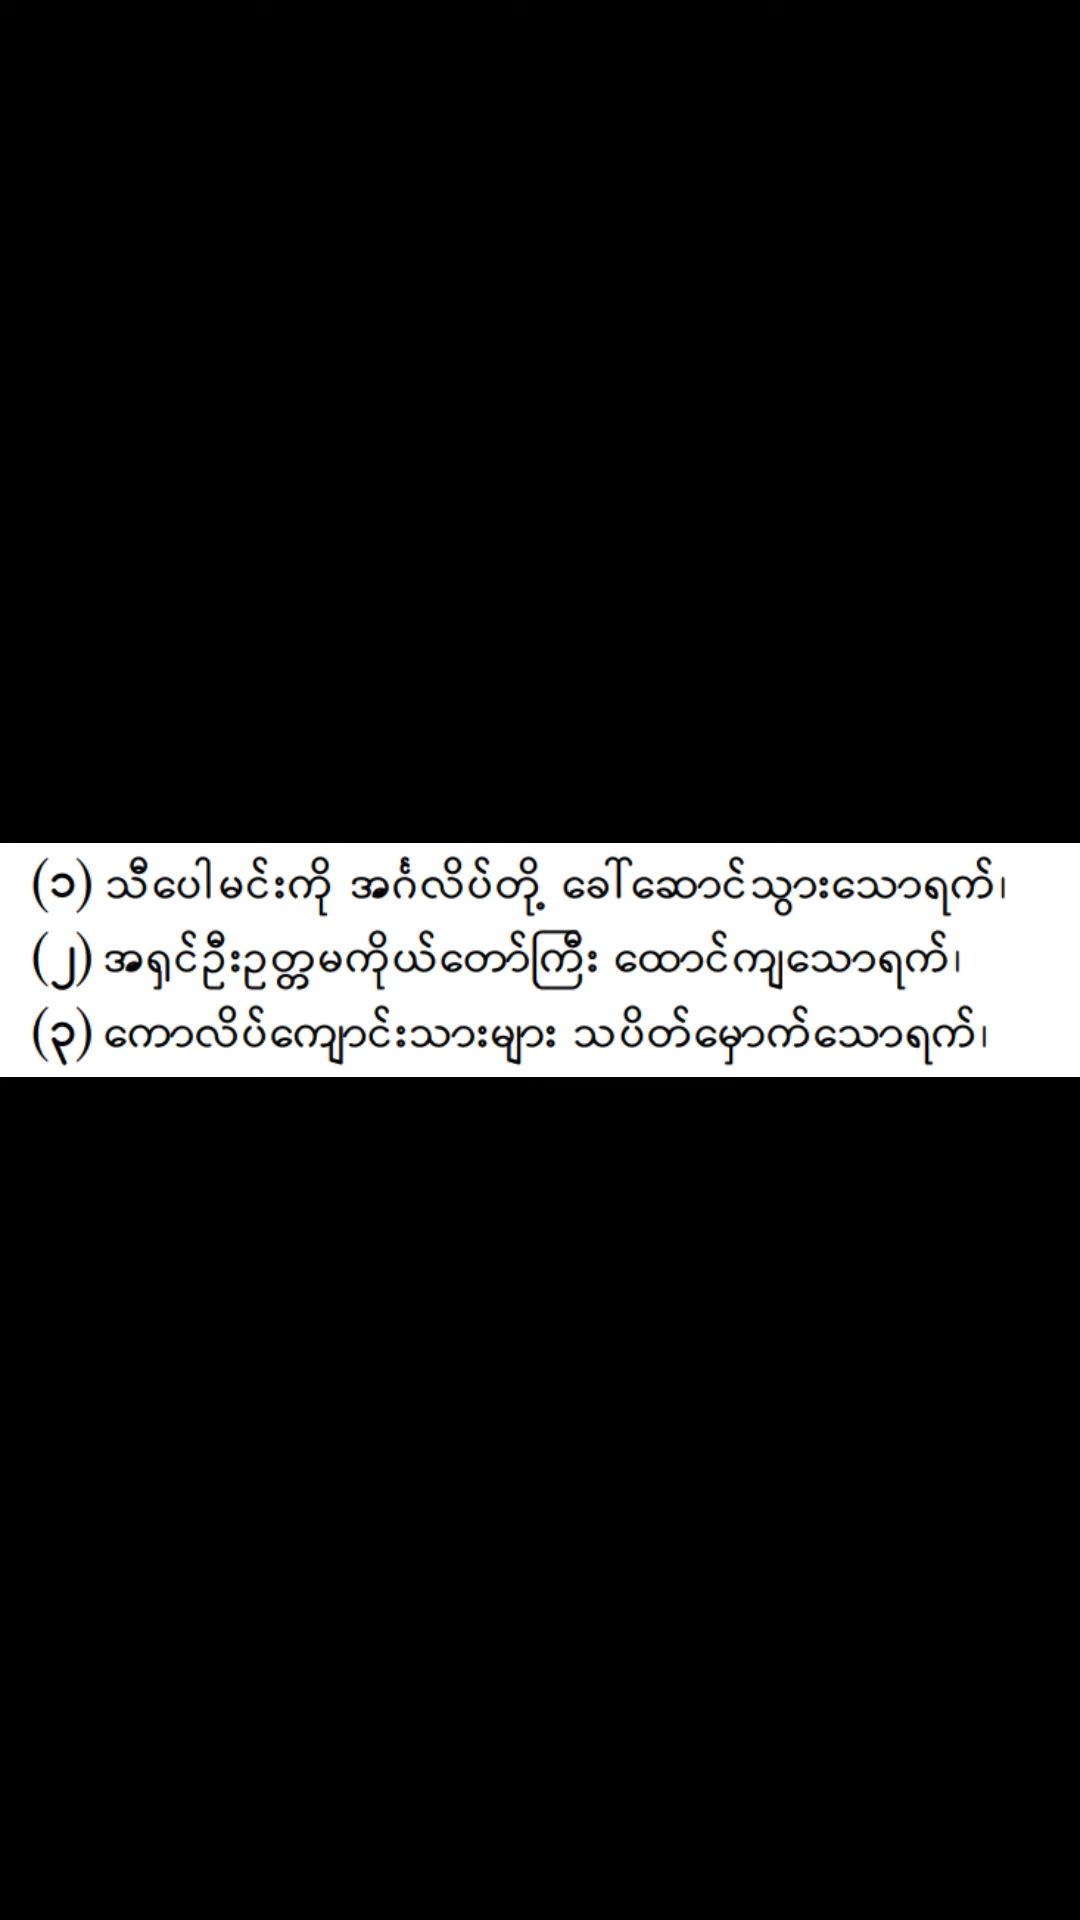 (၁) သီပေါမင်းကို အင်္ဂလိပ်တို့ ခေါ်ဆောင်သွားသောရက်၊
(၂) အရှင်ဦးဥတ္တမကိုယ်တော်ကြီး ထောင်ကျသောရက်၊
(၃) ကောလိပ်ကျောင်းသားများ သပိတ်မှောက်သောရက်၊